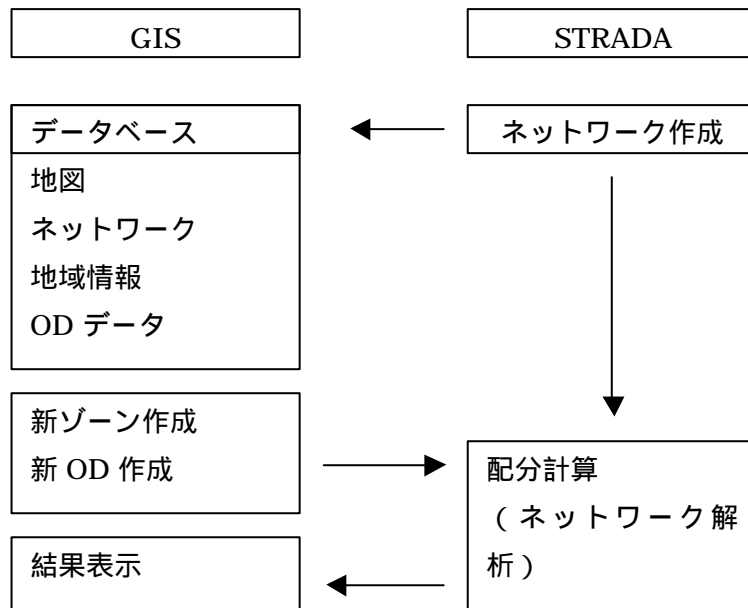 GIS
STRADA
データベース
ネットワーク作成
地図
ネットワーク
地域情報
OD データ
新ゾーン作成
新 OD 作成
配分計算
(ネットワーク解
析)
結果表示